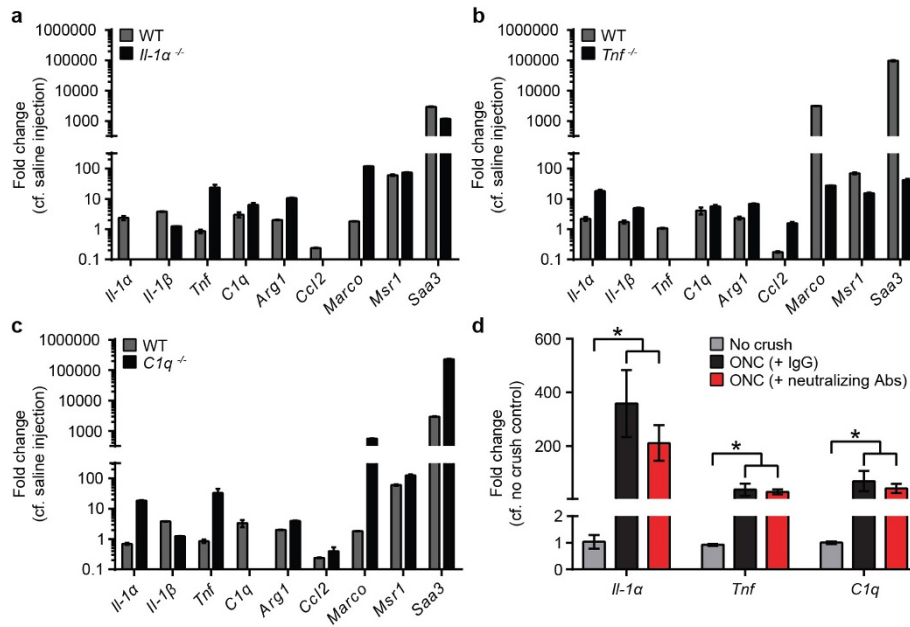 a
WT
Il-1α -/-
Fold change
(cf. saline injection)
1000000
100000
10000
1000
100
10
1
0.1
Il-1α
Il-1β
Tnf
C1q
Arg1
Ccl2
Marco
Msr1
Saa3
b
WT
Tnf -/-
Fold change
(cf. saline injection)
1000000
100000
10000
1000
100
10
1
0.1
Il-1α
Il-1β
Tnf
C1q
Arg1
Ccl2
Marco
Msr1
Saa3
c
WT
C1q -/-
Fold change
(cf. saline injection)
1000000
100000
10000
1000
100
10
1
0.1
Il-1α
Il-1β
Tnf
C1q
Arg1
Ccl2
Marco
Msr1
Saa3
d
No crush
ONC (+ IgG)
ONC (+ neutralizing Abs)
Fold change
(cf. no crush control)
600
400
200
2
1
0
*
*
*
Il-1α
Tnf
C1q